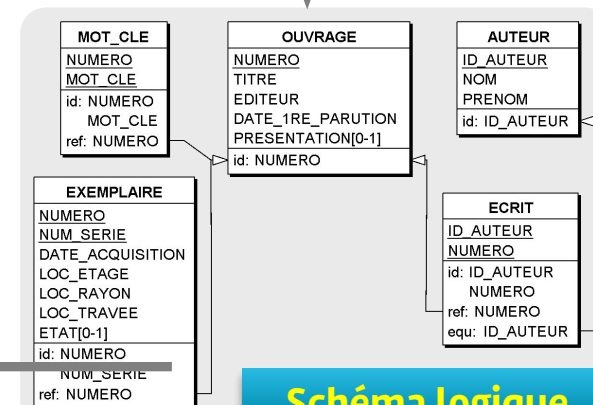 MOT_CLE
NUMERO
MOT_CLE
id: NUMERO
MOT_CLE
ref: NUMERO
OUVRAGE
NUMERO
TITRE
EDITEUR
DATE_1RE_PARUTION
PRESENTATION[0-1]
id: NUMERO
AUTEUR
ID_AUTEUR
NOM
PRENOM
id: ID_AUTEUR
EXEMPLAIRE
NUMERO
NUM_SERIE
DATE_ACQUISITION
LOC_ETAGE
LOC_RAYON
LOC_TRAVEE
ETAT[0-1]
id: NUMERO
NUM_SERIE
ref: NUMERO
ECRIT
ID_AUTEUR
NUMERO
id: ID_AUTEUR
NUMERO
ref: NUMERO
equ: ID_AUTEUR
Schéma logique